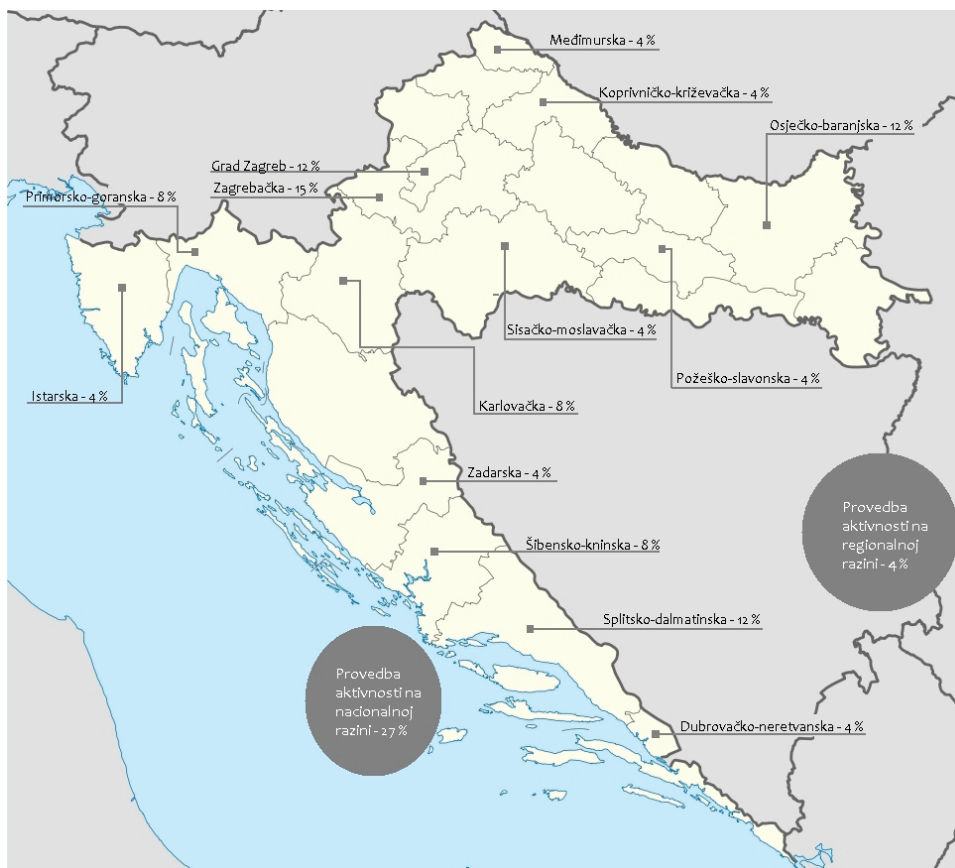 Međimurska - 4 %
Koprivničko-križevačka - 4 %
Osječko-baranjska - 12 %
Grad Zagreb - 12 %
Zagrebačka - 15 %
Primorsko-goranska - 8 %
Sisačko-moslavačka - 4 %
Požeško-slavonska - 4 %
Istarska - 4 %
Karlovačka - 8 %
Zadarska - 4 %
Provedba
aktivnosti na
regionalnoj
razini - 4 %
Šibensko-kninska - 8 %
Splitsko-dalmatinska - 12 %
Provedba
aktivnosti na
nacionalnoj
razini - 27 %
Dubrovačko-neretvanska - 4 %